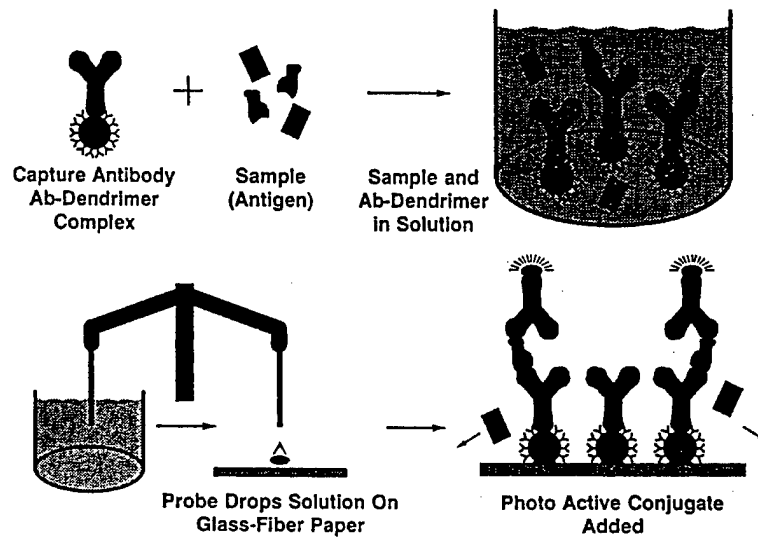 +
Capture Antibody
Ab-Dendrimer
Complex
Sample
(Antigen)
Sample and
Ab-Dendrimer
in Solution
Probe Drops Solution On
Glass-Fiber Paper
Photo Active Conjugate
Added